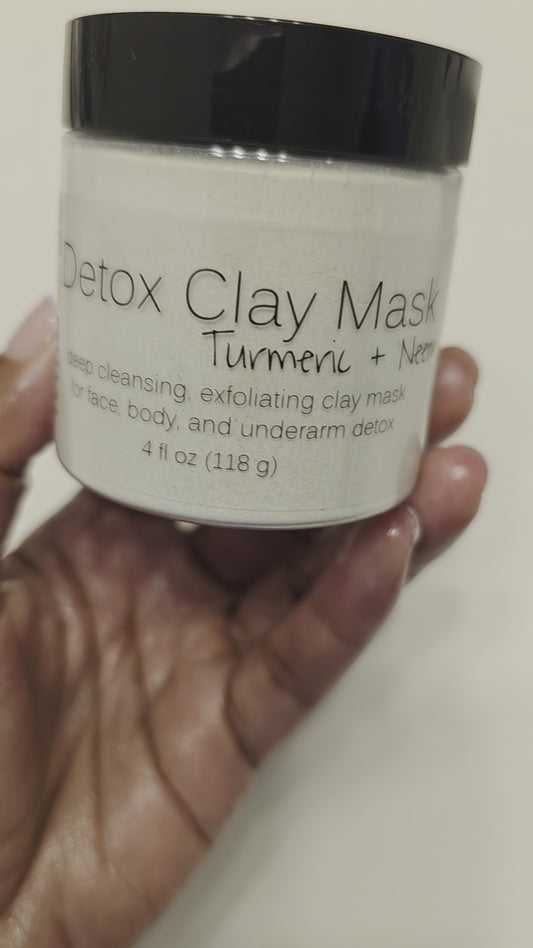 Detox Clay Mask
Turmeric + Neem
deep cleansing, exfoliating clay mask
for face, body, and underarm detox
4 fl oz (118 g)